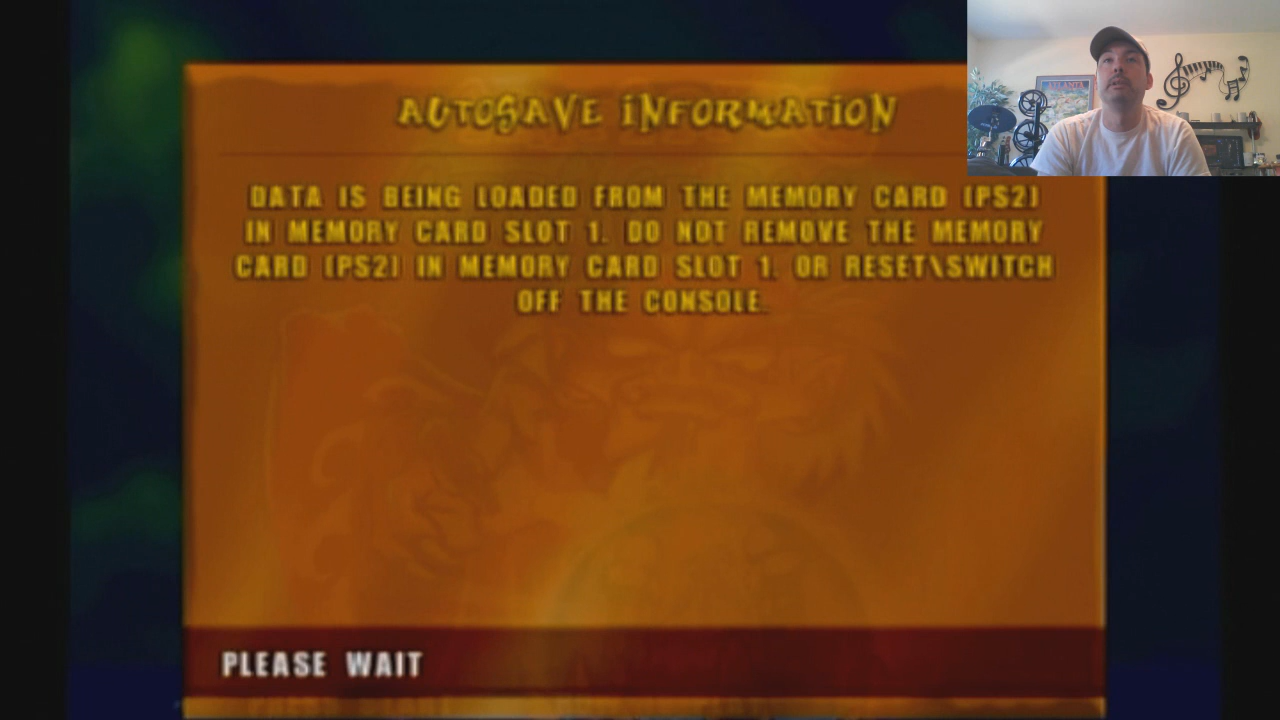 AUTOSAVE INFORMATION
DATA IS BEING LOADED FROM THE MEMORY CARD (PS2)
IN MEMORY CARD SLOT 1. DO NOT REMOVE THE MEMORY
CARD (PS2) IN MEMORY CARD SLOT 1. OR RESET\SWITCH
OFF THE CONSOLE.
PLEASE WAIT